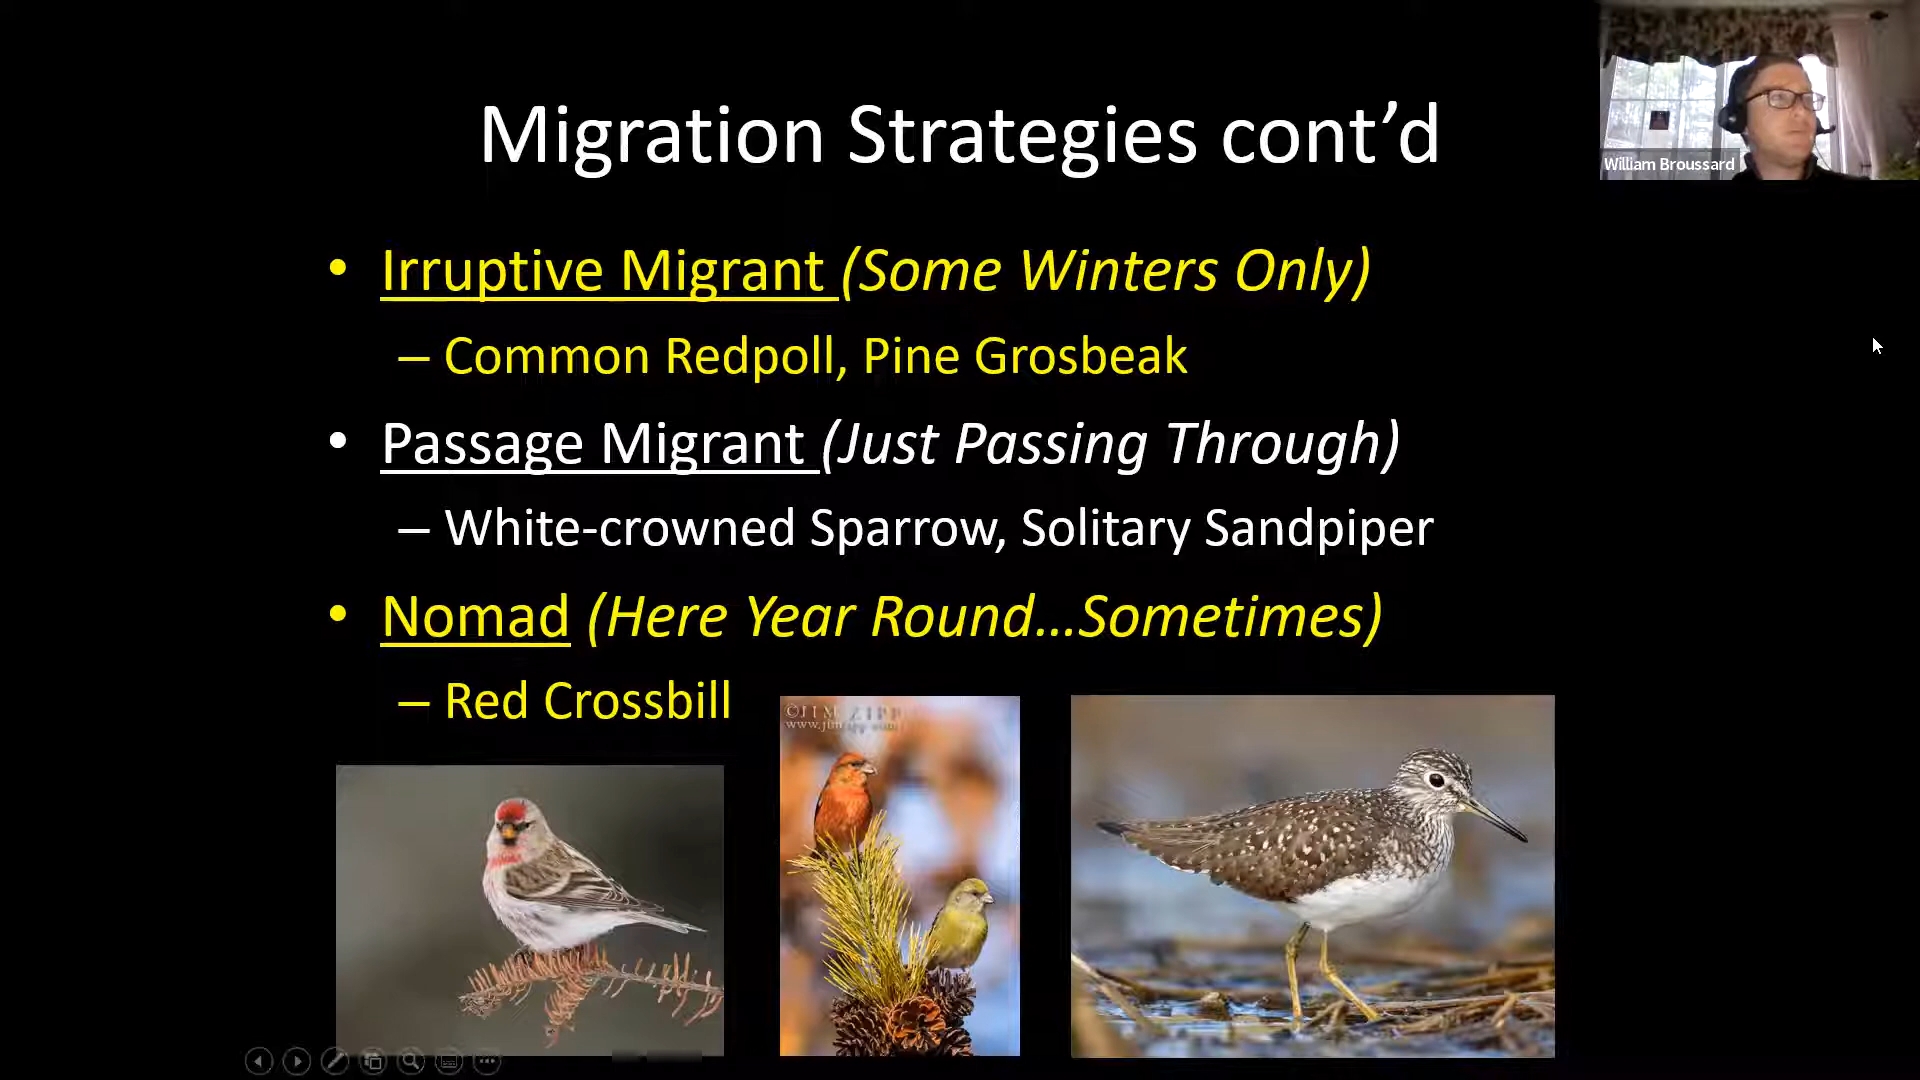 Migration Strategies cont’d
William Broussard
• Irruptive Migrant (Some Winters Only)
– Common Redpoll, Pine Grosbeak
• Passage Migrant (Just Passing Through)
– White-crowned Sparrow, Solitary Sandpiper
• Nomad (Here Year Round...Sometimes)
– Red Crossbill